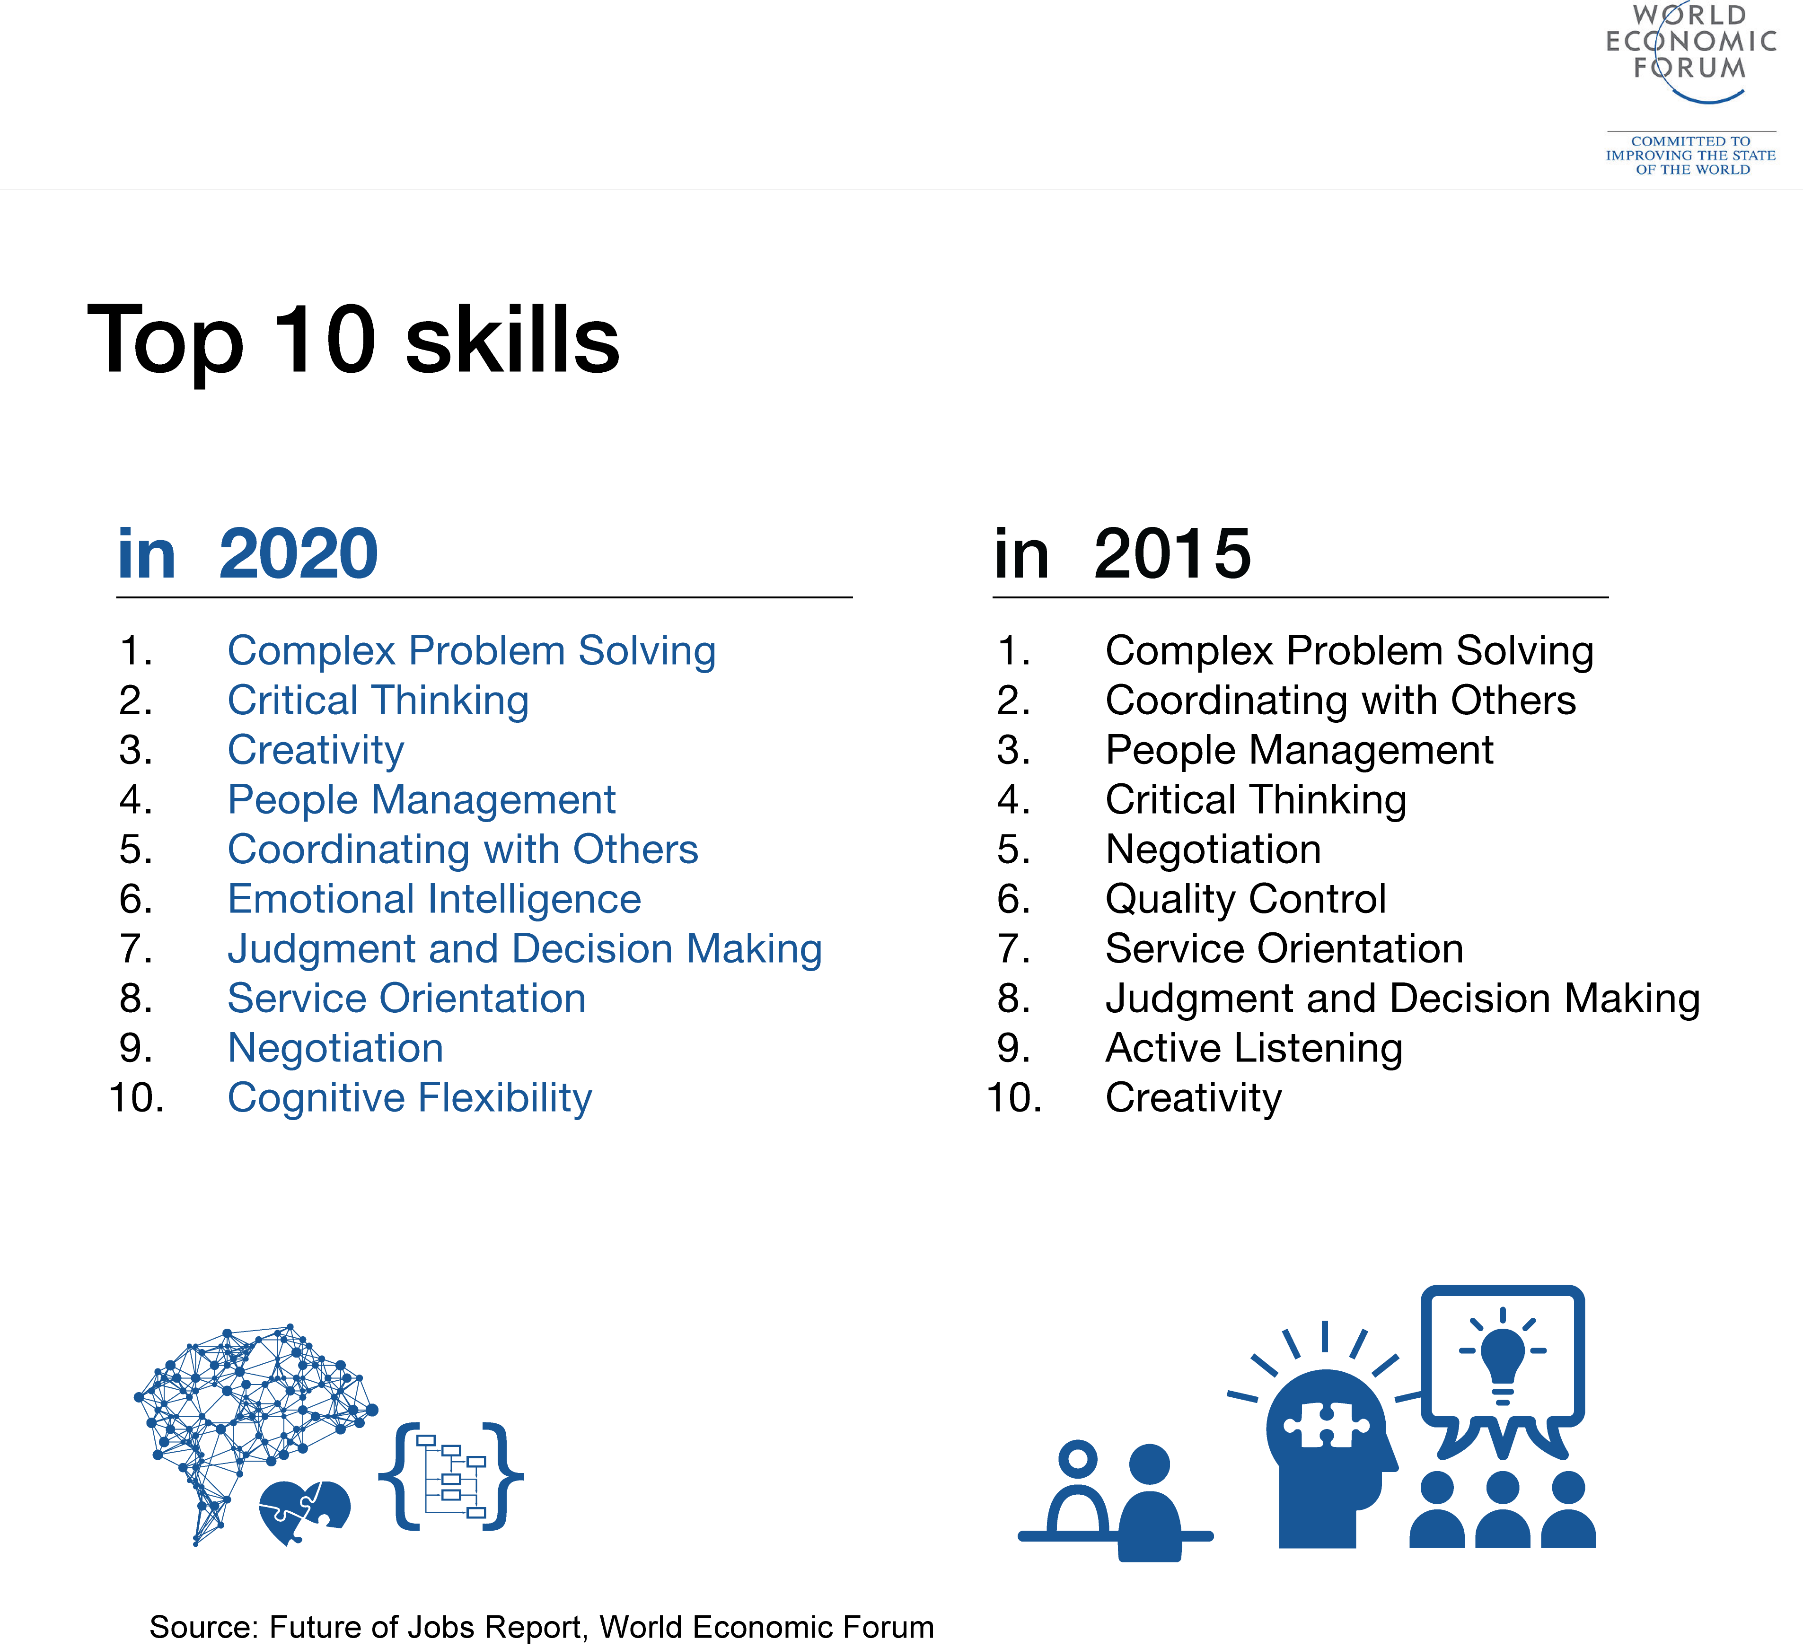 WORLD
ECONOMIC
FORUM
COMMITTED TO
IMPROVING THE STATE
OF THE WORLD
Top 10 skills
in 2020
1. Complex Problem Solving
2. Critical Thinking
3. Creativity
4. People Management
5. Coordinating with Others
6. Emotional Intelligence
7. Judgment and Decision Making
8. Service Orientation
9. Negotiation
10. Cognitive Flexibility
in 2015
1. Complex Problem Solving
2. Coordinating with Others
3. People Management
4. Critical Thinking
5. Negotiation
6. Quality Control
7. Service Orientation
8. Judgment and Decision Making
9. Active Listening
10. Creativity
Source: Future of Jobs Report, World Economic Forum